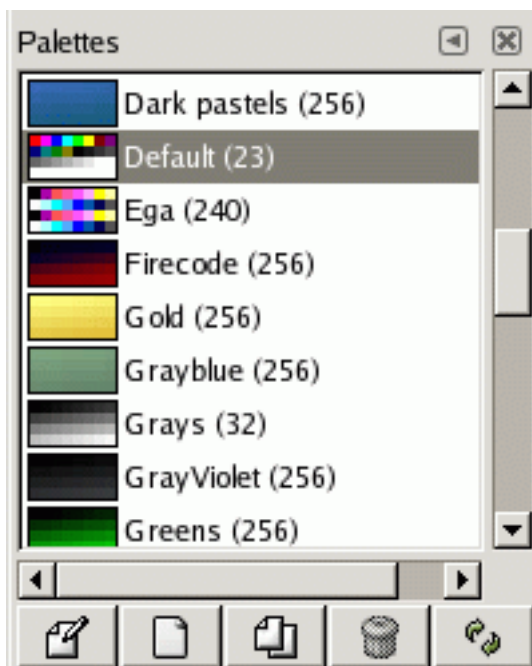 Palettes
Dark pastels (256)
Default (23)
Ega (240)
Firecode (256)
Gold (256)
Grayblue (256)
Grays (32)
GrayViolet (256)
Greens (256)